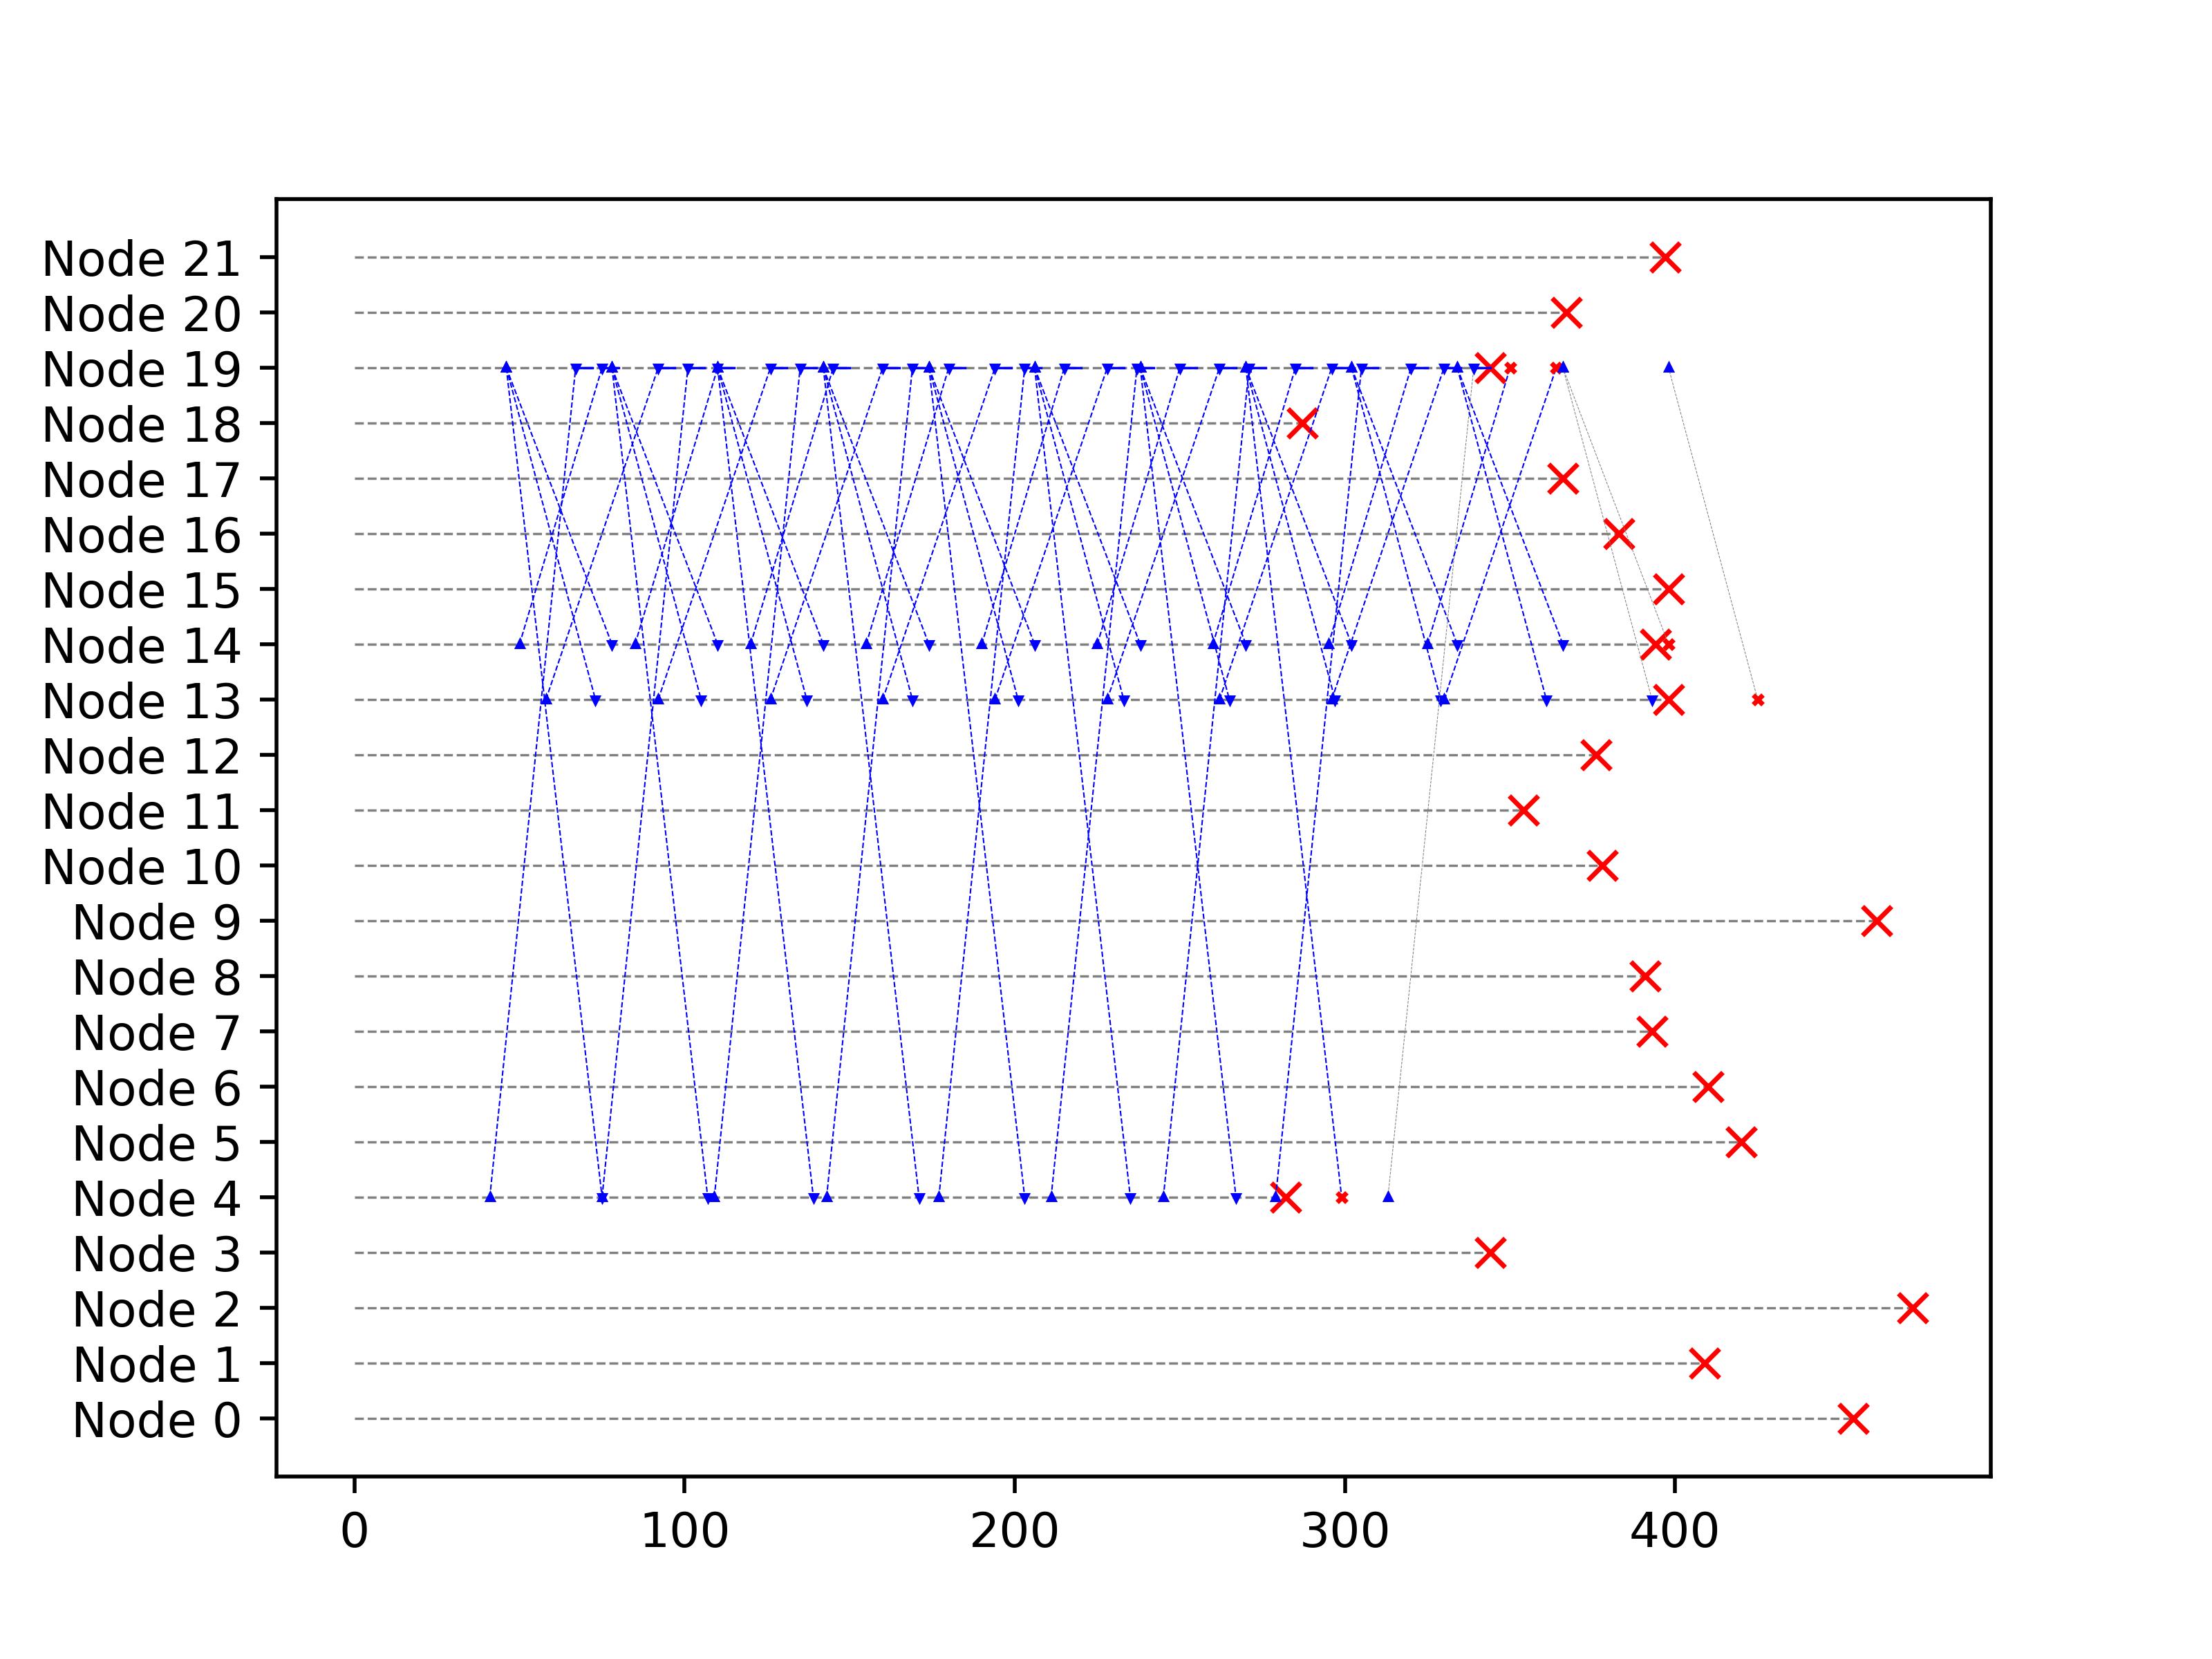 Node 21
Node 20
Node 19
Node 18
Node 17
Node 16
Node 15
Node 14
Node 13
Node 12
Node 11
Node 10
Node 9
Node 8
Node 7
Node 6
Node 5
Node 4
Node 3
Node 2
Node 1
Node 0
0 100 200 300 400